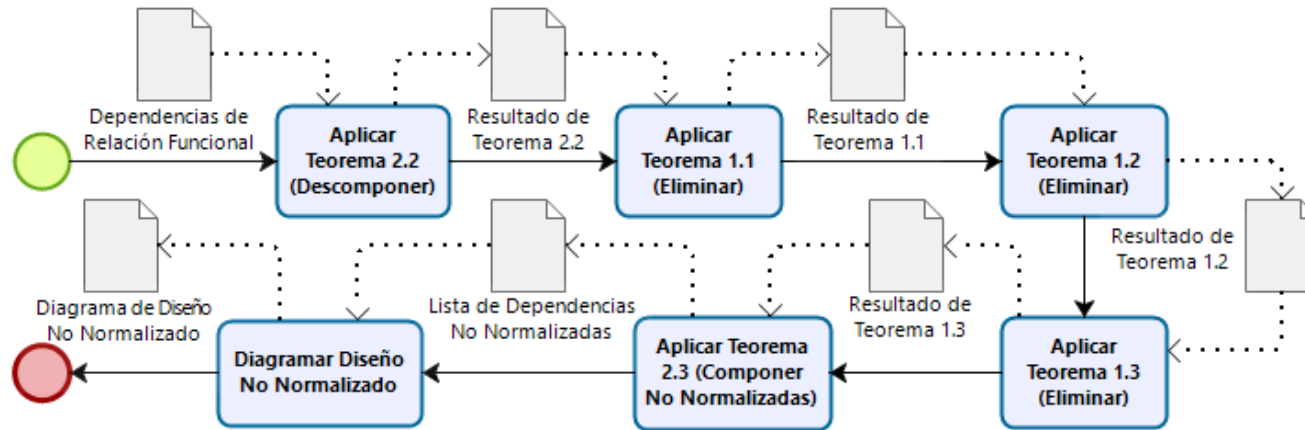 Dependencias de
Relación Funcional
Aplicar
Teorema 2.2
(Descomponer)
Resultado de
Teorema 2.2
Aplicar
Teorema 1.1
(Eliminar)
Resultado de
Teorema 1.1
Aplicar
Teorema 1.2
(Eliminar)
Resultado de
Teorema 1.2
Aplicar
Teorema 1.3
(Eliminar)
Resultado de
Teorema 1.3
Aplicar Teorema
2.3 (Componer
No Normalizadas)
Lista de Dependencias
No Normalizadas
Diagramar Diseño
No Normalizado
Diagrama de Diseño
No Normalizado